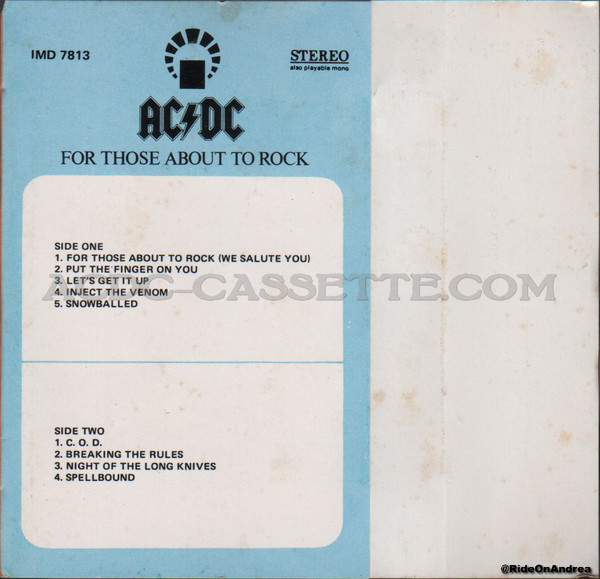 IMD 7813
STEREO
also playable mono
AC⚡DC
FOR THOSE ABOUT TO ROCK
SIDE ONE
1. FOR THOSE ABOUT TO ROCK (WE SALUTE YOU)
2. PUT THE FINGER ON YOU
3. LET'S GET IT UP
4. INJECT THE VENOM
5. SNOWBALLED
ACDC-CASSETTE.COM
SIDE TWO
1. C. O. D.
2. BREAKING THE RULES
3. NIGHT OF THE LONG KNIVES
4. SPELLBOUND
@RideOnAndrea